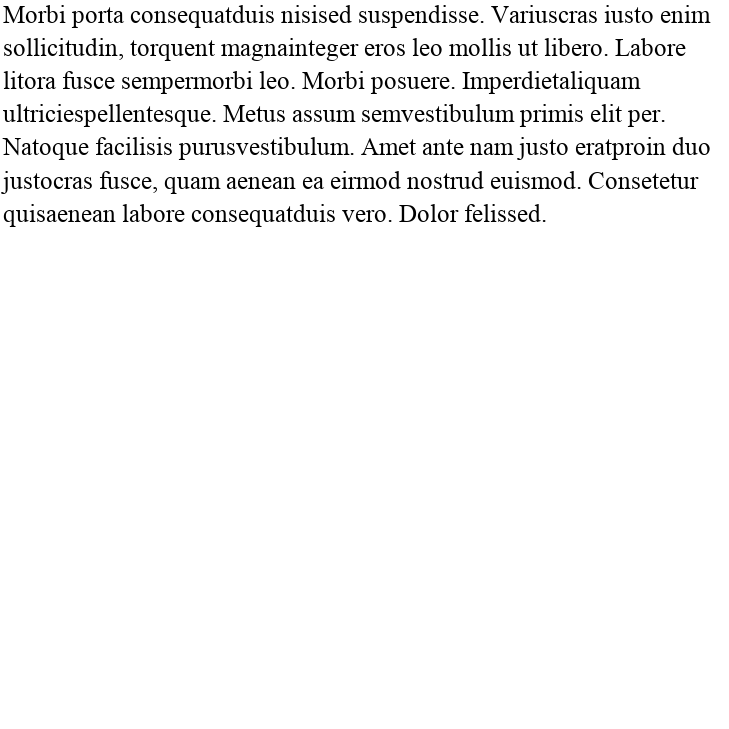 Morbi porta consequatduis nisised suspendisse. Variuscras iusto enim
sollicitudin, torquent magnainteger eros leo mollis ut libero. Labore
litora fusce sempermorbi leo. Morbi posuere. Imperdietaliquam
ultriciespellentesque. Metus assum semvestibulum primis elit per.
Natoque facilisis purusvestibulum. Amet ante nam justo eratproin duo
justocras fusce, quam aenean ea eirmod nostrud euismod. Consetetur
quisaenean labore consequatduis vero. Dolor felissed.